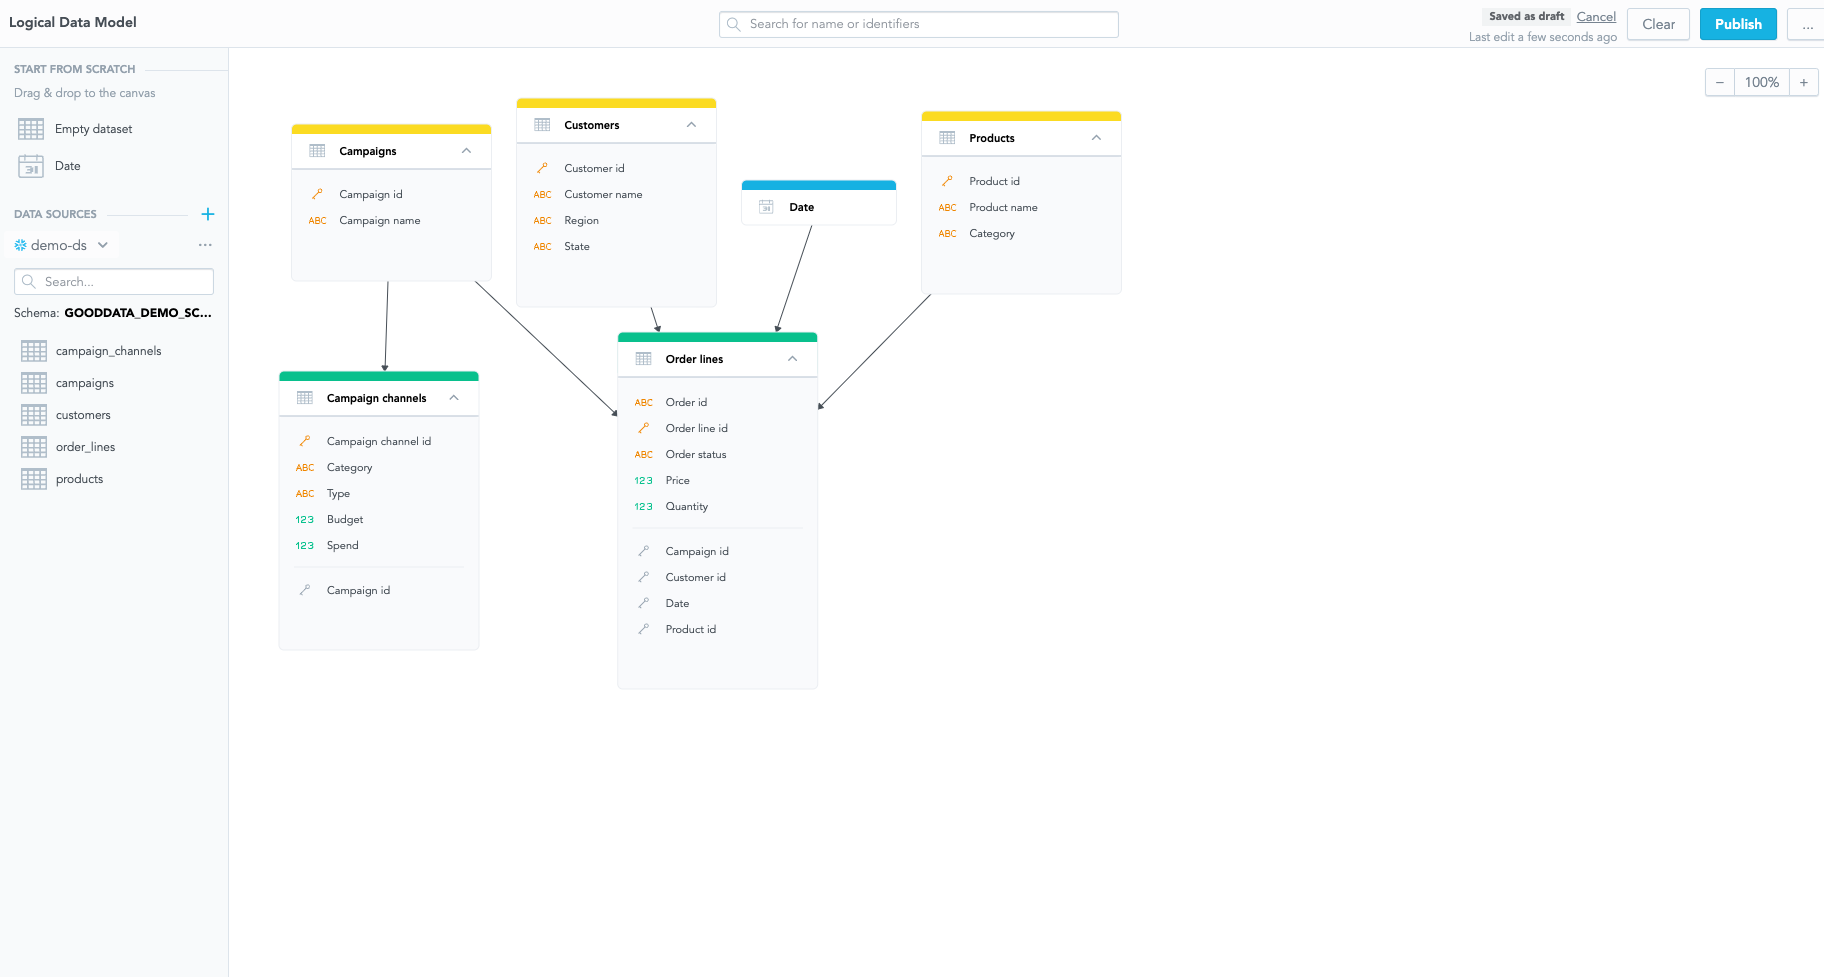 Logical Data Model
Search for name or identifiers
Saved as draft Cancel
Last edit a few seconds ago
Clear
Publish
...
START FROM SCRATCH
Drag & drop to the canvas
Empty dataset
31 Date
DATA SOURCES +
demo-ds
...
Search...
Schema: GOODDATA_DEMO_SC...
campaign_channels
campaigns
customers
order_lines
products
− 100% +
Campaigns
Campaign id
ABC Campaign name
Customers
Customer id
ABC Customer name
ABC Region
ABC State
31 Date
Products
Product id
ABC Product name
ABC Category
Campaign channels
Campaign channel id
ABC Category
ABC Type
123 Budget
123 Spend
Campaign id
Order lines
ABC Order id
Order line id
ABC Order status
123 Price
123 Quantity
Campaign id
Customer id
Date
Product id